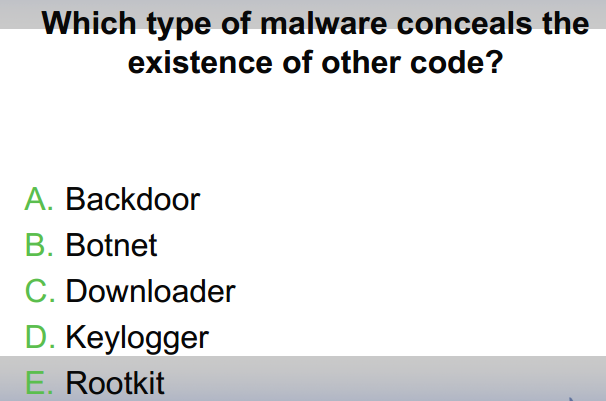 Which type of malware conceals the
existence of other code?
A. Backdoor
B. Botnet
C. Downloader
D. Keylogger
E. Rootkit